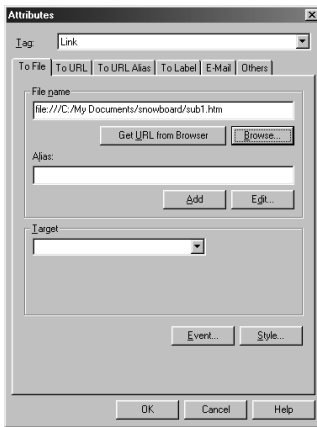 Attributes
Tag: Link
To File To URL To URL Alias To Label E-Mail Others
File name
file:///C:/My Documents/snowboard/sub1.htm
Get URL from Browser Browse...
Alias:
Add Edit...
Target
Event... Style...
OK Cancel Help